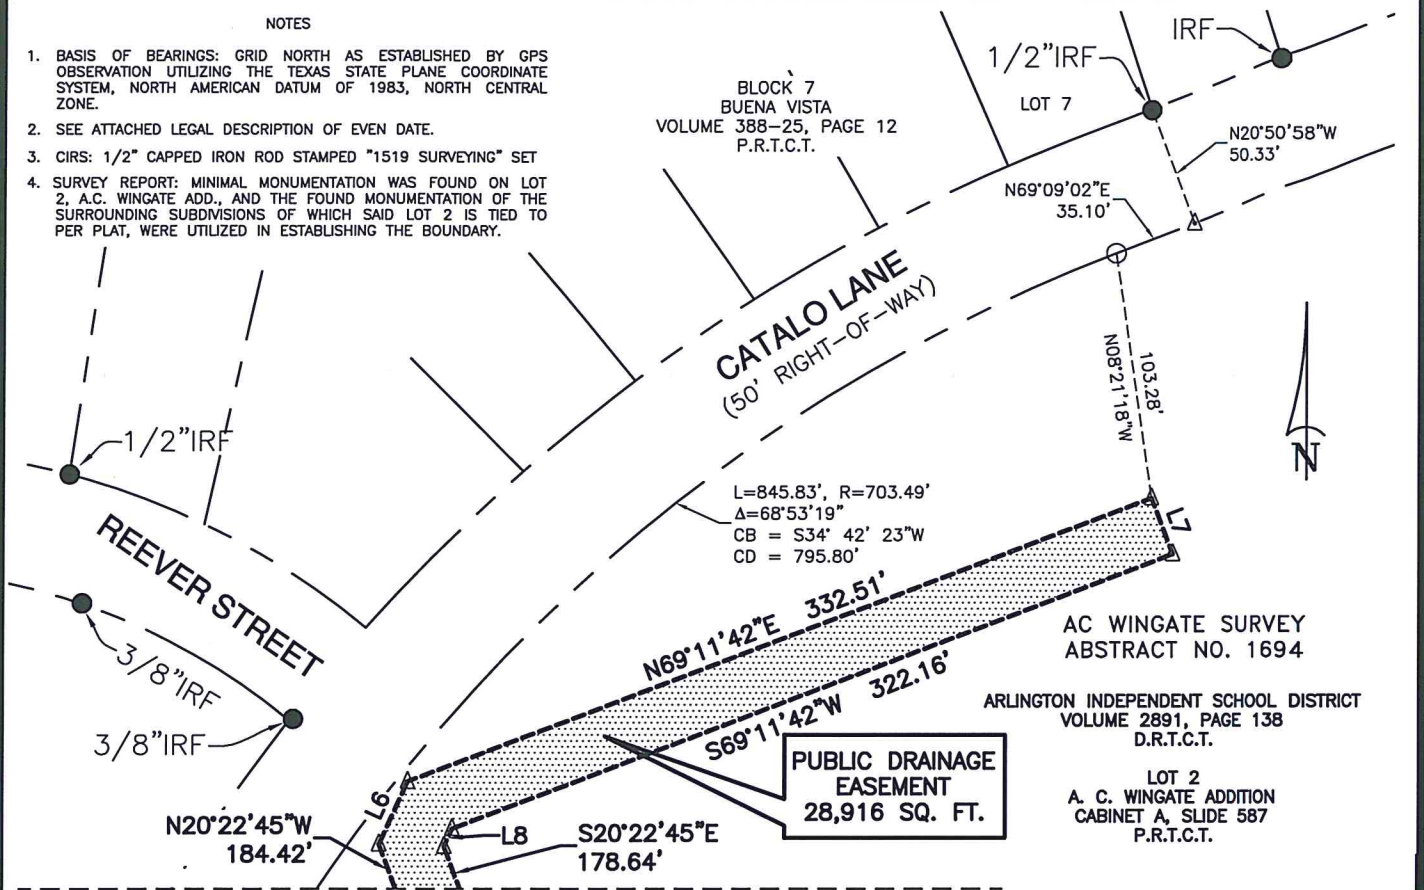 NOTES
1. BASIS OF BEARINGS: GRID NORTH AS ESTABLISHED BY GPS
OBSERVATION UTILIZING THE TEXAS STATE PLANE COORDINATE
SYSTEM, NORTH AMERICAN DATUM OF 1983, NORTH CENTRAL
ZONE.
2. SEE ATTACHED LEGAL DESCRIPTION OF EVEN DATE.
3. CIRS: 1/2" CAPPED IRON ROD STAMPED "1519 SURVEYING" SET
4. SURVEY REPORT: MINIMAL MONUMENTATION WAS FOUND ON LOT
2, A.C. WINGATE ADD., AND THE FOUND MONUMENTATION OF THE
SURROUNDING SUBDIVISIONS OF WHICH SAID LOT 2 IS TIED TO
PER PLAT, WERE UTILIZED IN ESTABLISHING THE BOUNDARY.
BLOCK 7
BUENA VISTA
VOLUME 388-25, PAGE 12
P.R.T.C.T.
1/2"IRF
LOT 7
IRF
N20°50'58"W
50.33'
N69°09'02"E
35.10'
CATALO LANE
(50' RIGHT-OF-WAY)
103.28'
N08°21'18"W
N
1/2"IRF
REEVER STREET
3/8"IRF
3/8"IRF
L=845.83', R=703.49'
Δ=68°53'19"
CB = S34° 42' 23"W
CD = 795.80'
L7
N69°11'42"E 332.51'
S69°11'42"W 322.16'
AC WINGATE SURVEY
ABSTRACT NO. 1694
ARLINGTON INDEPENDENT SCHOOL DISTRICT
VOLUME 2891, PAGE 138
D.R.T.C.T.
LOT 2
A. C. WINGATE ADDITION
CABINET A, SLIDE 587
P.R.T.C.T.
PUBLIC DRAINAGE
EASEMENT
28,916 SQ. FT.
L6
N20°22'45"W
184.42'
L8
S20°22'45"E
178.64'